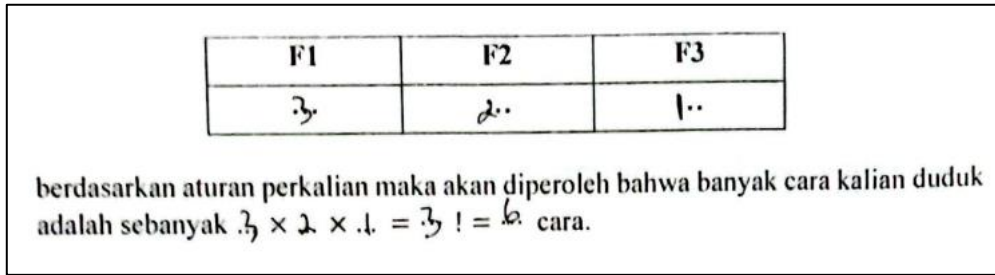 F1 F2 F3
.3. 2.. 1..
berdasarkan aturan perkalian maka akan diperoleh bahwa banyak cara kalian duduk
adalah sebanyak .3 × 2 × .1. = .3 ! = .6. cara.